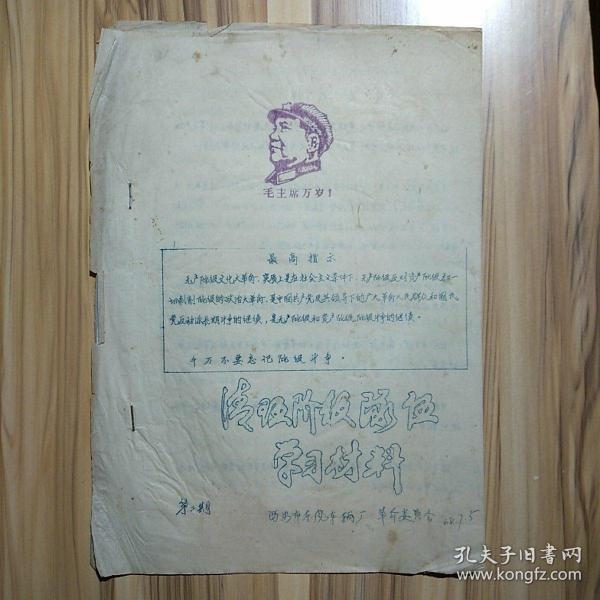 毛主席万岁！
最高指示
无产阶级文化大革命，实质上是在社会主义条件下，无产阶级反对资产阶级和一
切剥削阶级的政治大革命，是中国共产党及其领导下的广大革命人民群众和国民
党反动派长期斗争的继续，是无产阶级和资产阶级阶级斗争的继续。
千万不要忘记阶级斗争。
清理阶级队伍
学习材料
第二期
西安市东风车辆厂 革命委员会 68.7.5
孔夫子旧书网
www.kongfz.com